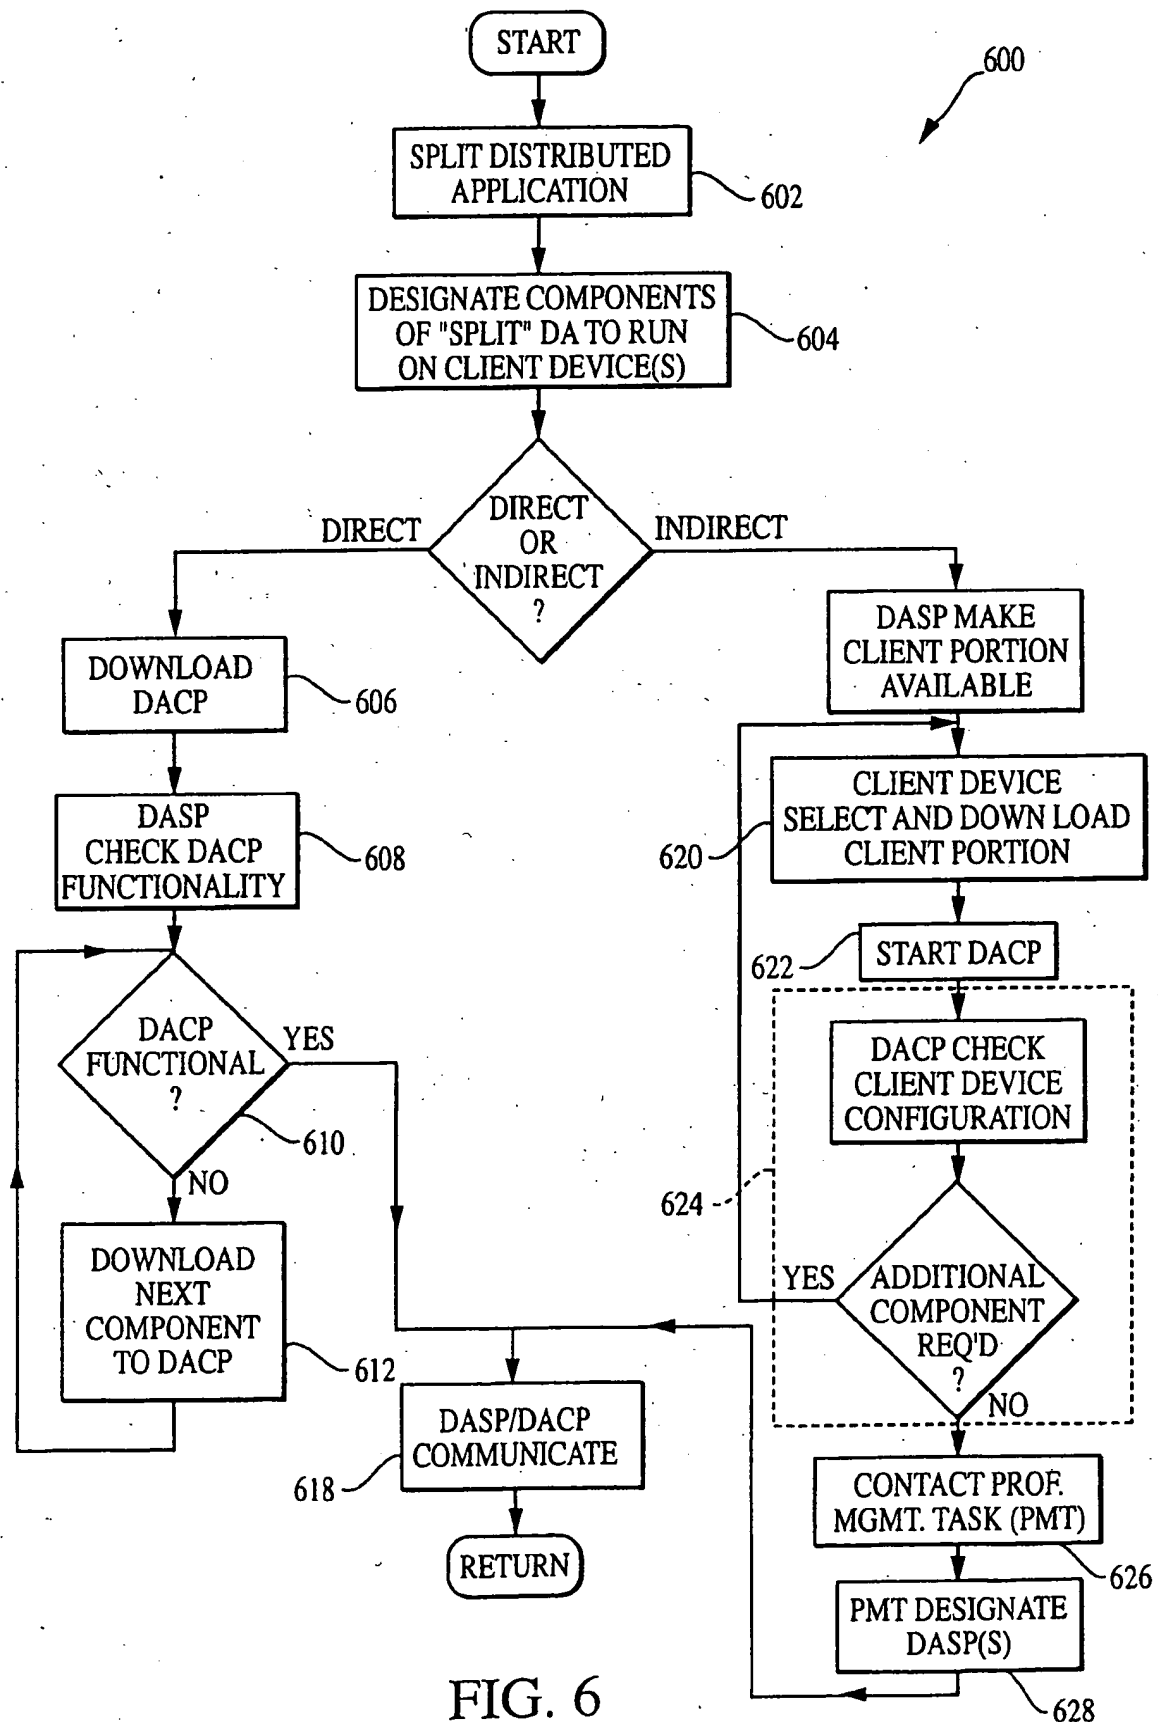 START
600
SPLIT DISTRIBUTED
APPLICATION
602
DESIGNATE COMPONENTS
OF "SPLIT" DA TO RUN
ON CLIENT DEVICE(S)
604
DIRECT
OR
INDIRECT
?
DIRECT
INDIRECT
DOWNLOAD
DACP
606
DASP
CHECK DACP
FUNCTIONALITY
608
DACP
FUNCTIONAL
?
YES
610
NO
DOWNLOAD
NEXT
COMPONENT
TO DACP
612
DASP MAKE
CLIENT PORTION
AVAILABLE
CLIENT DEVICE
SELECT AND DOWN LOAD
CLIENT PORTION
620
START DACP
622
DACP CHECK
CLIENT DEVICE
CONFIGURATION
624
YES
ADDITIONAL
COMPONENT
REQ'D
?
NO
CONTACT PROF.
MGMT. TASK (PMT)
626
PMT DESIGNATE
DASP(S)
628
DASP/DACP
COMMUNICATE
618
RETURN
FIG. 6